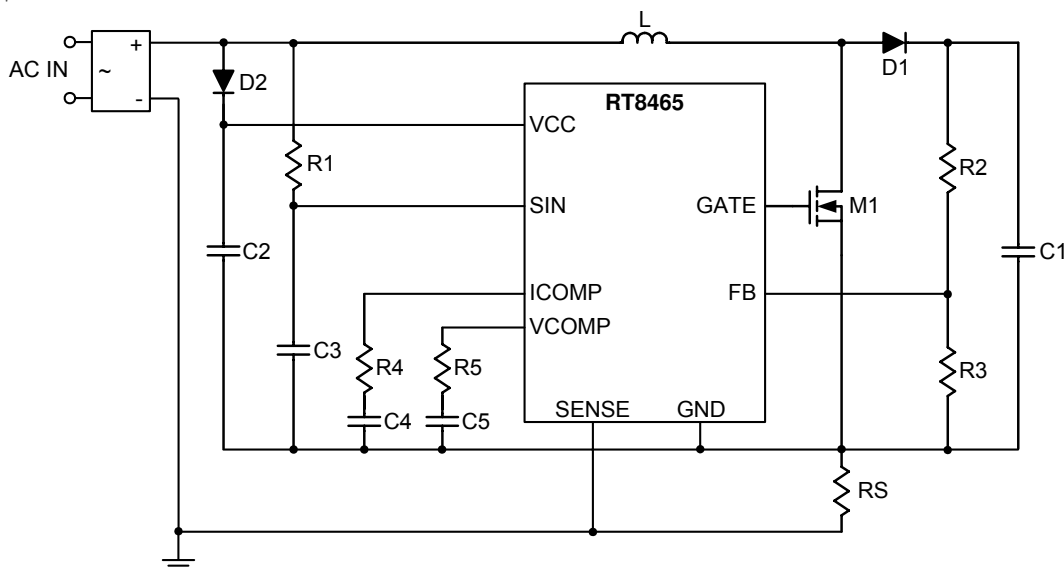 L
+
AC IN
~
-
D2
D1
RT8465
VCC
R1
R2
SIN
GATE
M1
C2
C1
ICOMP
FB
VCOMP
C3
R4
R5
R3
C4
C5
SENSE
GND
RS